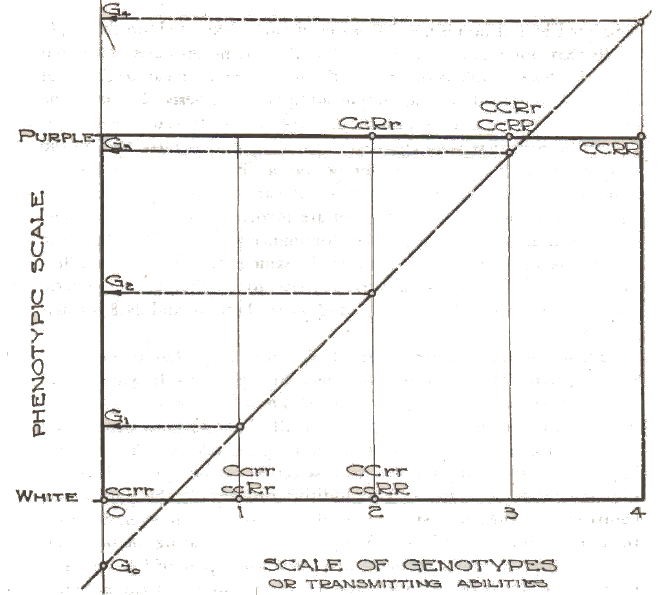 G4
CCRr
CcRr CcRR
PURPLE
G3
CCRR
PHENOTYPIC SCALE
G2
G1
Ccrr CCrr
WHITE ccrr ccRr ccRR
0 1 2 3 4
G0
SCALE OF GENOTYPES
OR TRANSMITTING ABILITIES